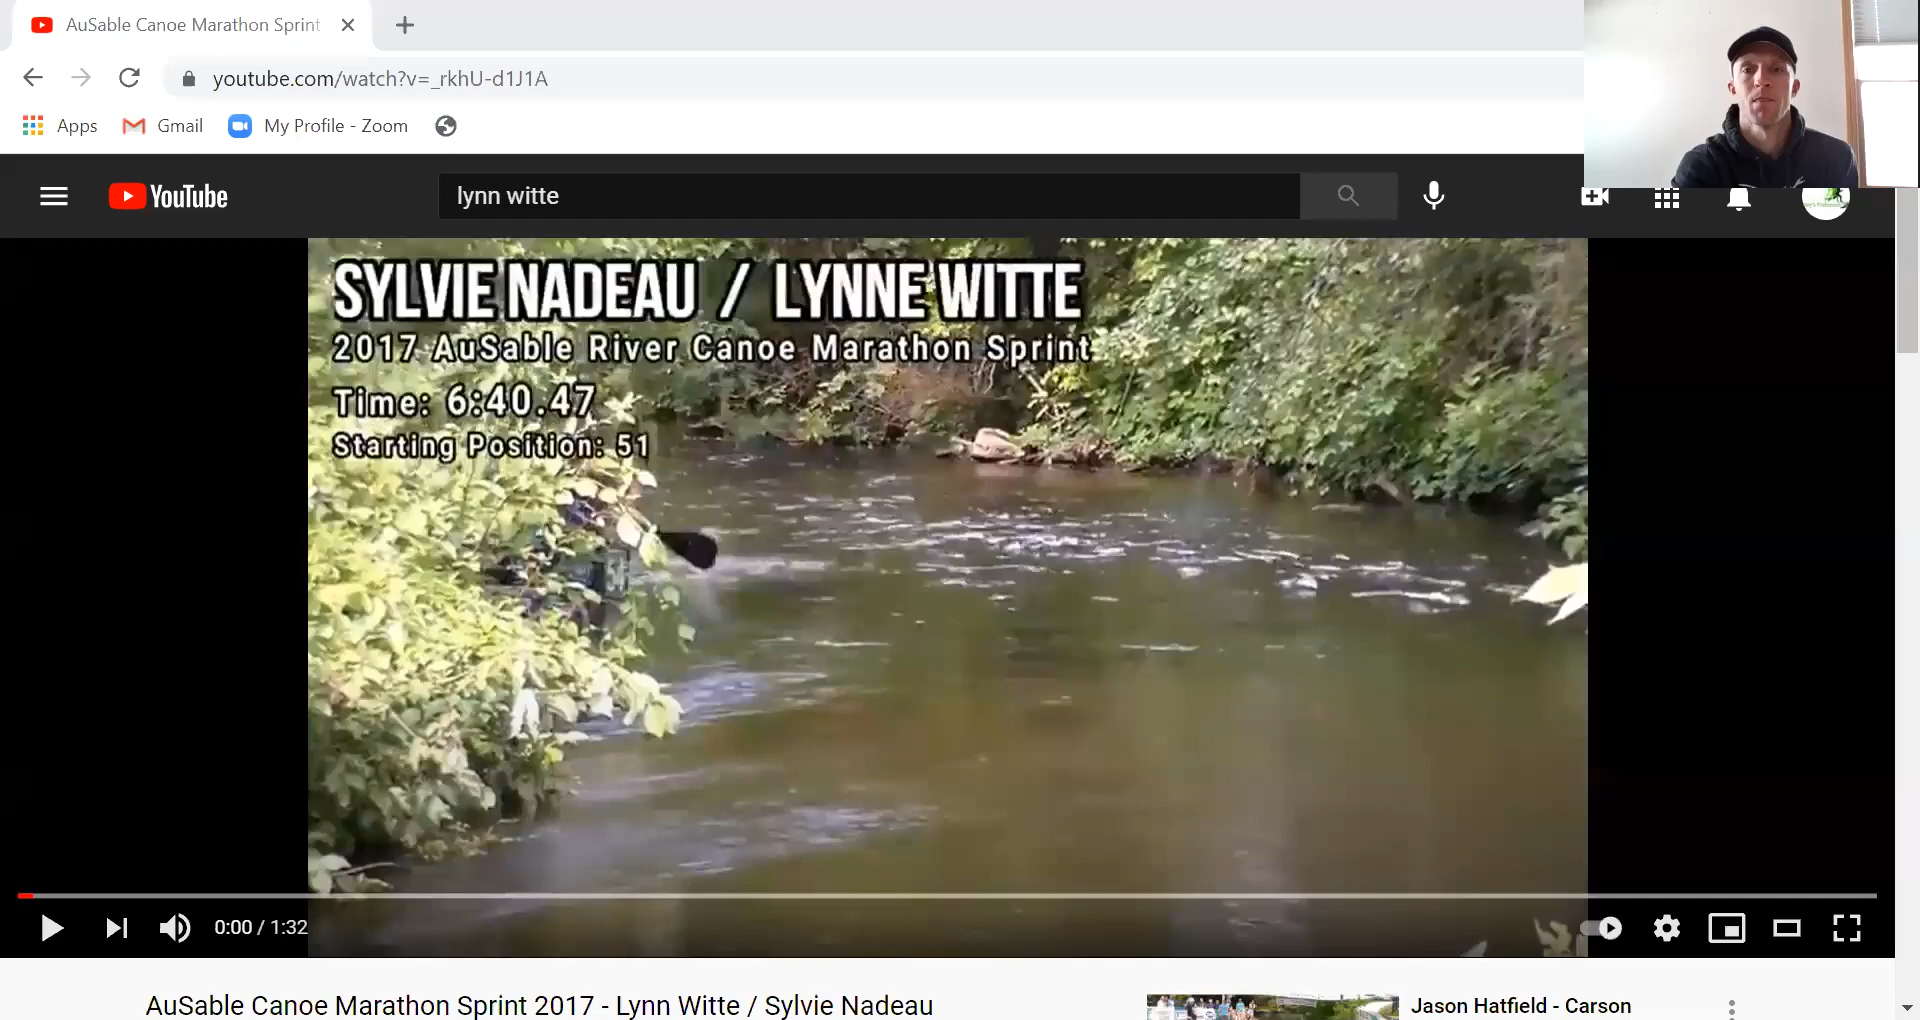 AuSable Canoe Marathon Sprint
youtube.com/watch?v=_rkhU-d1J1A
Apps
Gmail
My Profile - Zoom
YouTube
lynn witte
SYLVIE NADEAU / LYNNE WITTE
2017 AuSable River Canoe Marathon Sprint
Time: 6:40.47
Starting Position: 51
0:00 / 1:32
AuSable Canoe Marathon Sprint 2017 - Lynn Witte / Sylvie Nadeau
Jason Hatfield - Carson